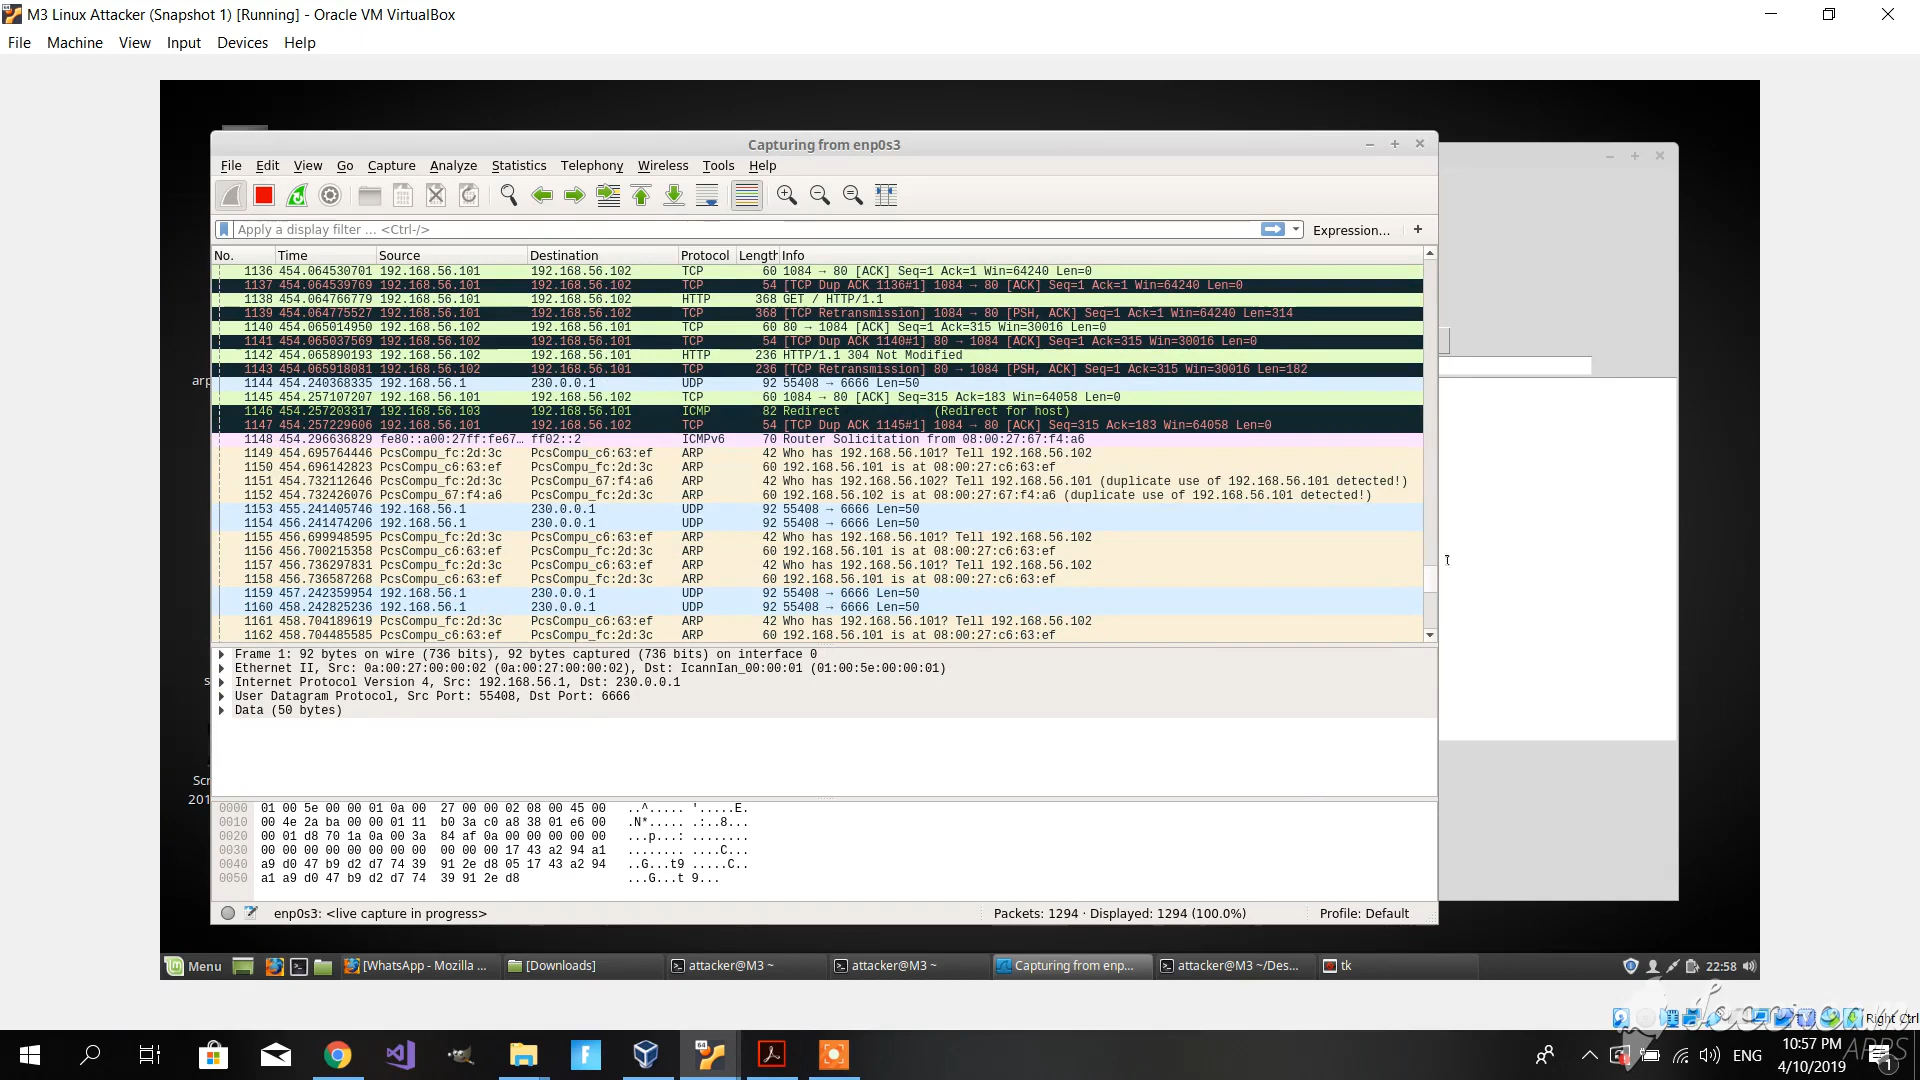 M3 Linux Attacker (Snapshot 1) [Running] - Oracle VM VirtualBox
File Machine View Input Devices Help
Capturing from enp0s3
File Edit View Go Capture Analyze Statistics Telephony Wireless Tools Help
Apply a display filter ... <Ctrl-/> Expression... +
No. Time Source Destination Protocol Length Info
1136 454.064530701 192.168.56.101 192.168.56.102 TCP 60 1084 → 80 [ACK] Seq=1 Ack=1 Win=64240 Len=0
1137 454.064539769 192.168.56.101 192.168.56.102 TCP 54 [TCP Dup ACK 1136#1] 1084 → 80 [ACK] Seq=1 Ack=1 Win=64240 Len=0
1138 454.064766779 192.168.56.101 192.168.56.102 HTTP 368 GET / HTTP/1.1
1139 454.064775527 192.168.56.101 192.168.56.102 TCP 368 [TCP Retransmission] 1084 → 80 [PSH, ACK] Seq=1 Ack=1 Win=64240 Len=314
1140 454.065014950 192.168.56.102 192.168.56.101 TCP 60 80 → 1084 [ACK] Seq=1 Ack=315 Win=30016 Len=0
1141 454.065037569 192.168.56.102 192.168.56.101 TCP 54 [TCP Dup ACK 1140#1] 80 → 1084 [ACK] Seq=1 Ack=315 Win=30016 Len=0
1142 454.065890193 192.168.56.102 192.168.56.101 HTTP 236 HTTP/1.1 304 Not Modified
1143 454.065918081 192.168.56.102 192.168.56.101 TCP 236 [TCP Retransmission] 80 → 1084 [PSH, ACK] Seq=1 Ack=315 Win=30016 Len=182
1144 454.240368335 192.168.56.1 230.0.0.1 UDP 92 55408 → 6666 Len=50
1145 454.257107207 192.168.56.101 192.168.56.102 TCP 60 1084 → 80 [ACK] Seq=315 Ack=183 Win=64058 Len=0
1146 454.257203317 192.168.56.103 192.168.56.101 ICMP 82 Redirect (Redirect for host)
1147 454.257229606 192.168.56.101 192.168.56.102 TCP 54 [TCP Dup ACK 1145#1] 1084 → 80 [ACK] Seq=315 Ack=183 Win=64058 Len=0
1148 454.296636829 fe80::a00:27ff:fe67… ff02::2 ICMPv6 70 Router Solicitation from 08:00:27:67:f4:a6
1149 454.695764446 PcsCompu_fc:2d:3c PcsCompu_c6:63:ef ARP 42 Who has 192.168.56.101? Tell 192.168.56.102
1150 454.696142823 PcsCompu_c6:63:ef PcsCompu_fc:2d:3c ARP 60 192.168.56.101 is at 08:00:27:c6:63:ef
1151 454.732112646 PcsCompu_fc:2d:3c PcsCompu_67:f4:a6 ARP 42 Who has 192.168.56.102? Tell 192.168.56.101 (duplicate use of 192.168.56.101 detected!)
1152 454.732426076 PcsCompu_67:f4:a6 PcsCompu_fc:2d:3c ARP 60 192.168.56.102 is at 08:00:27:67:f4:a6 (duplicate use of 192.168.56.101 detected!)
1153 455.241405746 192.168.56.1 230.0.0.1 UDP 92 55408 → 6666 Len=50
1154 456.241474206 192.168.56.1 230.0.0.1 UDP 92 55408 → 6666 Len=50
1155 456.699948595 PcsCompu_fc:2d:3c PcsCompu_c6:63:ef ARP 42 Who has 192.168.56.101? Tell 192.168.56.102
1156 456.700215358 PcsCompu_c6:63:ef PcsCompu_fc:2d:3c ARP 60 192.168.56.101 is at 08:00:27:c6:63:ef
1157 456.736297831 PcsCompu_fc:2d:3c PcsCompu_c6:63:ef ARP 42 Who has 192.168.56.101? Tell 192.168.56.102
1158 456.736587268 PcsCompu_c6:63:ef PcsCompu_fc:2d:3c ARP 60 192.168.56.101 is at 08:00:27:c6:63:ef
1159 457.242359954 192.168.56.1 230.0.0.1 UDP 92 55408 → 6666 Len=50
1160 458.242825236 192.168.56.1 230.0.0.1 UDP 92 55408 → 6666 Len=50
1161 458.704189619 PcsCompu_fc:2d:3c PcsCompu_c6:63:ef ARP 42 Who has 192.168.56.101? Tell 192.168.56.102
1162 458.704485585 PcsCompu_c6:63:ef PcsCompu_fc:2d:3c ARP 60 192.168.56.101 is at 08:00:27:c6:63:ef
Frame 1: 92 bytes on wire (736 bits), 92 bytes captured (736 bits) on interface 0
Ethernet II, Src: 0a:00:27:00:00:02 (0a:00:27:00:00:02), Dst: IcannIan_00:00:01 (01:00:5e:00:00:01)
Internet Protocol Version 4, Src: 192.168.56.1, Dst: 230.0.0.1
User Datagram Protocol, Src Port: 55408, Dst Port: 6666
Data (50 bytes)
0000 01 00 5e 00 00 01 0a 00 27 00 00 02 08 00 45 00 ..^..... '.....E.
0010 00 4e 2a ba 00 00 01 11 b0 3a c0 a8 38 01 e6 00 .N*..... .:..8...
0020 00 01 d8 70 1a 0a 00 3a 84 af 0a 00 00 00 00 00 ...p...: ........
0030 00 00 00 00 00 00 00 00 00 00 00 17 43 a2 94 a1 ........ ....C...
0040 a9 d0 47 b9 d2 d7 74 39 91 2e d8 05 17 43 a2 94 ..G...t9 .....C..
0050 a1 a9 d0 47 b9 d2 d7 74 39 91 2e d8 ...G...t 9...
enp0s3: <live capture in progress> Packets: 1294 · Displayed: 1294 (100.0%) Profile: Default
arp
s
Scr
201
Menu [WhatsApp - Mozilla ... [Downloads] attacker@M3 ~ attacker@M3 ~ Capturing from enp... attacker@M3 ~/Des... tk 22:58
Right Ctrl
ENG 10:57 PM
4/10/2019
APPS